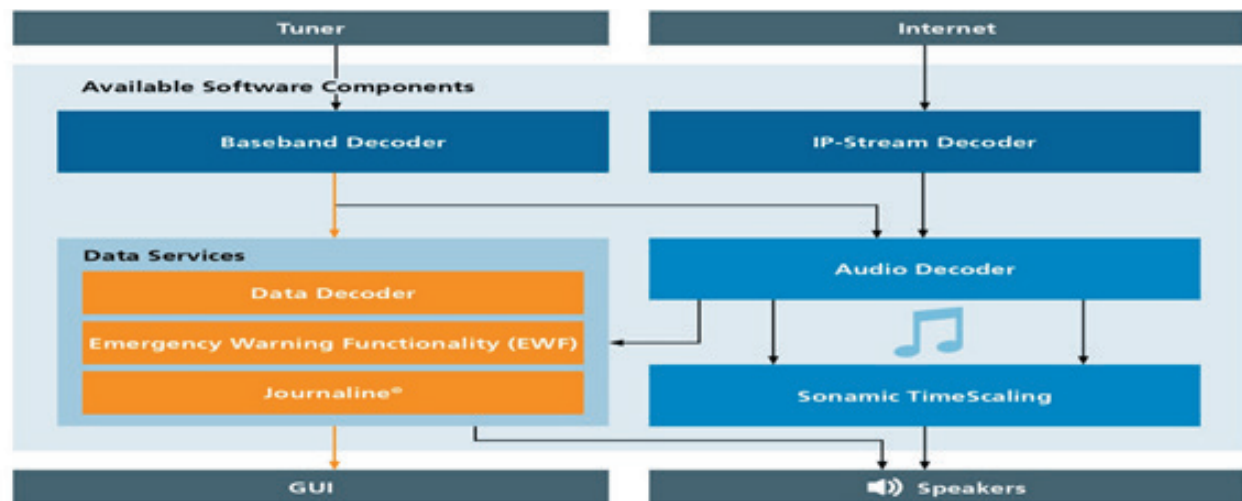 Tuner
Internet
Available Software Components
Baseband Decoder
IP-Stream Decoder
Data Services
Audio Decoder
Data Decoder
Emergency Warning Functionality (EWF)
Journaline®
Sonamic TimeScaling
GUI
Speakers